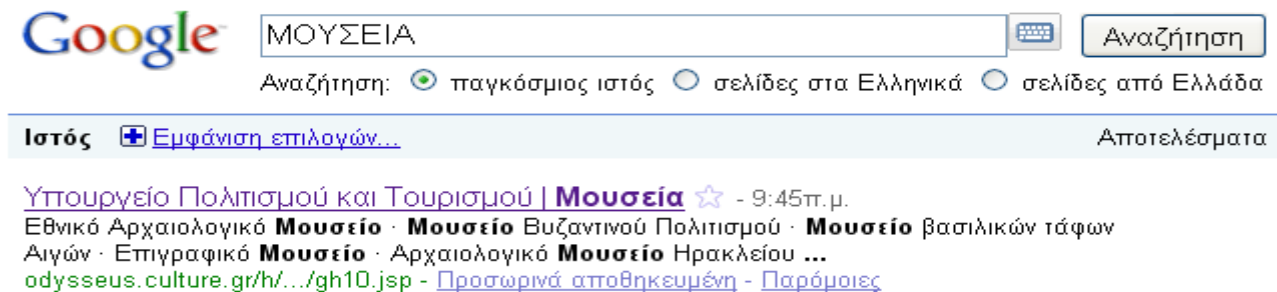 Google ΜΟΥΣΕΙΑ Αναζήτηση
Αναζήτηση: παγκόσμιος ιστός σελίδες στα Ελληνικά σελίδες από Ελλάδα
Ιστός Εμφάνιση επιλογών... Αποτελέσματα
Υπουργείο Πολιτισμού και Τουρισμού | Μουσεία - 9:45π.μ.
Εθνικό Αρχαιολογικό Μουσείο · Μουσείο Βυζαντινού Πολιτισμού · Μουσείο βασιλικών τάφων
Αιγών · Επιγραφικό Μουσείο · Αρχαιολογικό Μουσείο Ηρακλείου ...
odysseus.culture.gr/h/.../gh10.jsp - Προσωρινά αποθηκευμένη - Παρόμοιες